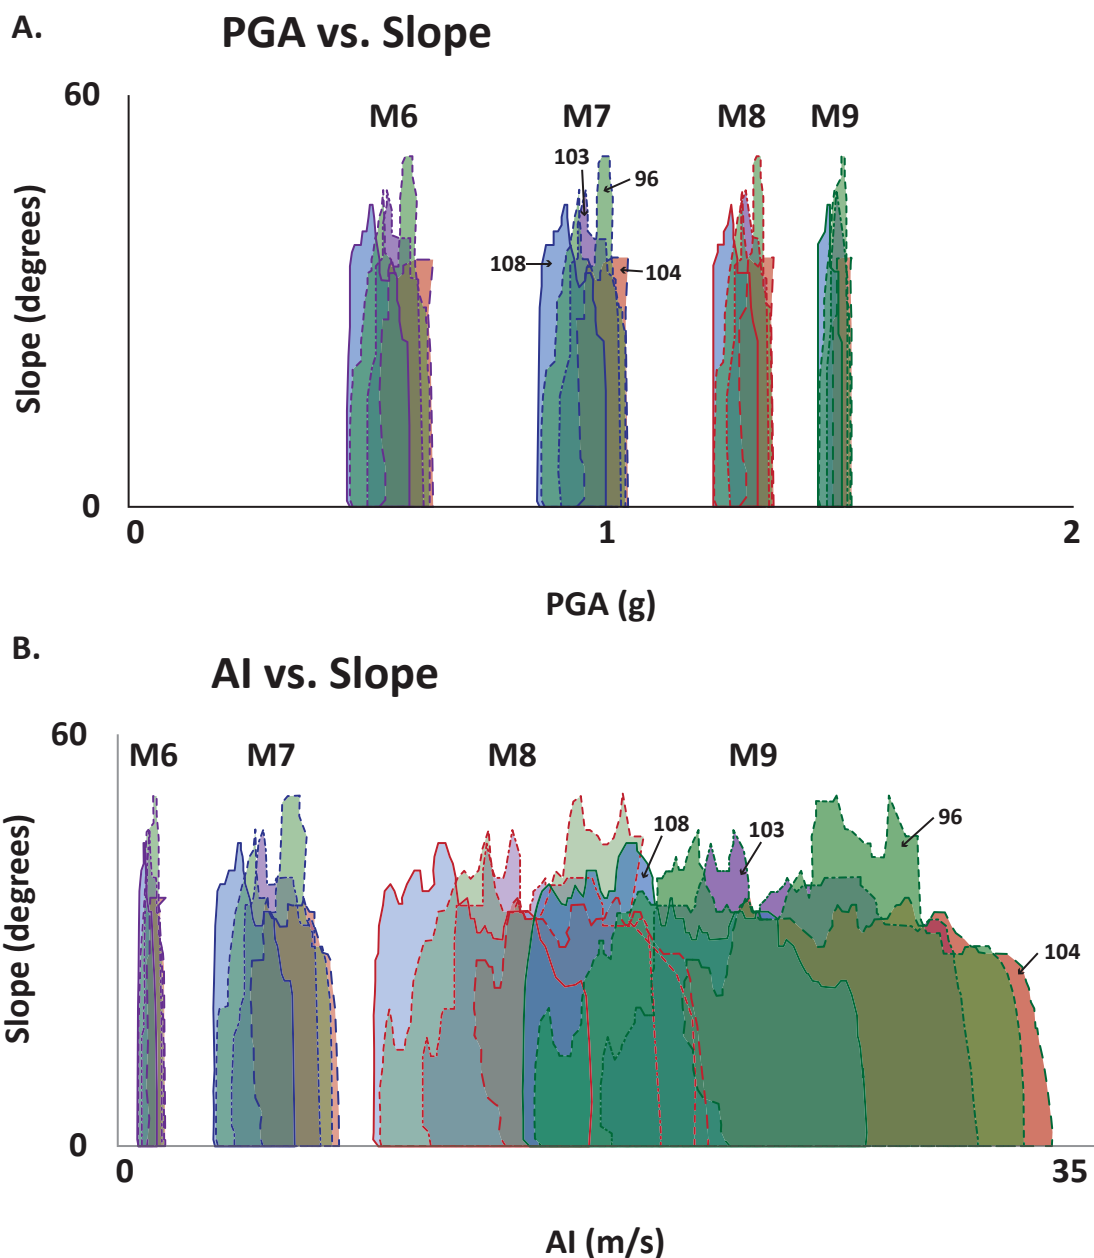 A.
PGA vs. Slope
60
M6 M7 M8 M9
103
96
108
104
Slope (degrees)
0
0 1 2
PGA (g)
B.
AI vs. Slope
60
M6 M7 M8 M9
108
103
96
104
Slope (degrees)
0
0 35
AI (m/s)